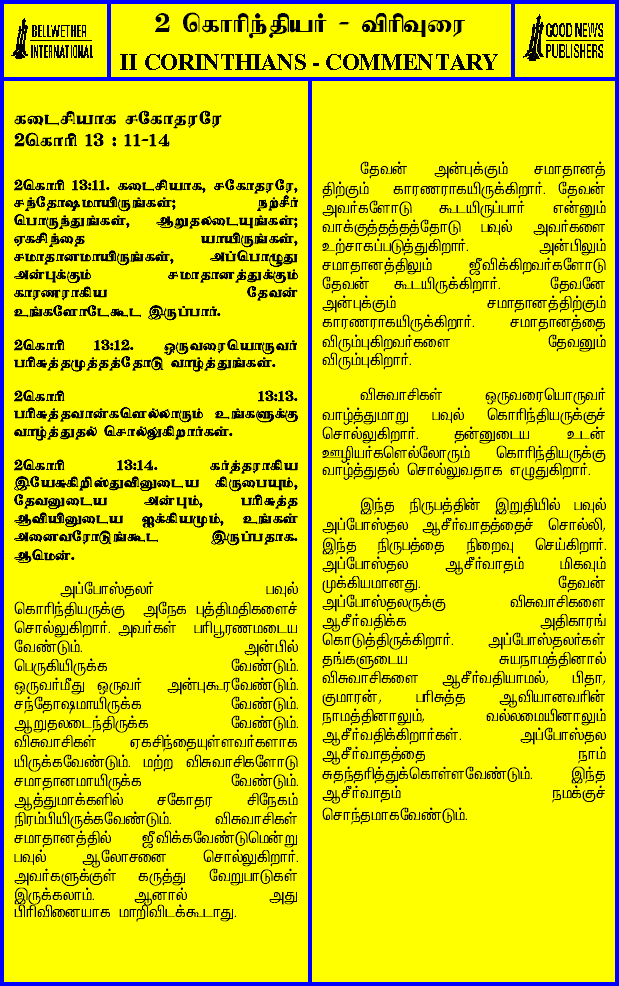 BELLWETHER
INTERNATIONAL
2 கொரிந்தியர் - விரிவுரை
II CORINTHIANS - COMMENTARY
GOOD NEWS
PUBLISHERS
கடைசியாக சகோதரரே
2கொரி 13 : 11-14
2கொரி 13:11. கடைசியாக, சகோதரரே,
சந்தோஷமாயிருங்கள்; நற்சீர்
பொருந்துங்கள், ஆறுதலடையுங்கள்;
ஏகசிந்தை யாயிருங்கள்,
சமாதானமாயிருங்கள், அப்பொழுது
அன்புக்கும் சமாதானத்துக்கும்
காரணராகிய தேவன்
உங்களோடேகூட இருப்பார்.
2கொரி 13:12. ஒருவரையொருவர்
பரிசுத்தமுத்தத்தோடு வாழ்த்துங்கள்.
2கொரி 13:13.
பரிசுத்தவான்களெல்லாரும் உங்களுக்கு
வாழ்த்துதல் சொல்லுகிறார்கள்.
2கொரி 13:14. கர்த்தராகிய
இயேசுகிறிஸ்துவினுடைய கிருபையும்,
தேவனுடைய அன்பும், பரிசுத்த
ஆவியினுடைய ஐக்கியமும், உங்கள்
அனைவரோடுங்கூட இருப்பதாக.
ஆமென்.
அப்போஸ்தலர் பவுல்
கொரிந்தியருக்கு அநேக புத்திமதிகளைச்
சொல்லுகிறார். அவர்கள் பரிபூரணமடைய
வேண்டும். அன்பில்
பெருகியிருக்க வேண்டும்.
ஒருவர்மீது ஒருவர் அன்புகூரவேண்டும்.
சந்தோஷமாயிருக்க வேண்டும்.
ஆறுதலடைந்திருக்க வேண்டும்.
விசுவாசிகள் ஏகசிந்தையுள்ளவர்களாக
யிருக்கவேண்டும். மற்ற விசுவாசிகளோடு
சமாதானமாயிருக்க வேண்டும்.
ஆத்துமாக்களில் சகோதர சிநேகம்
நிரம்பியிருக்கவேண்டும். விசுவாசிகள்
சமாதானத்தில் ஜீவிக்கவேண்டுமென்று
பவுல் ஆலோசனை சொல்லுகிறார்.
அவர்களுக்குள் கருத்து வேறுபாடுகள்
இருக்கலாம். ஆனால் அது
பிரிவினையாக மாறிவிடக்கூடாது.
தேவன் அன்புக்கும் சமாதானத்
திற்கும் காரணராகயிருக்கிறார். தேவன்
அவர்களோடு கூடயிருப்பார் என்னும்
வாக்குத்தத்தத்தோடு பவுல் அவர்களை
உற்சாகப்படுத்துகிறார். அன்பிலும்
சமாதானத்திலும் ஜீவிக்கிறவர்களோடு
தேவன் கூடயிருக்கிறார். தேவனே
அன்புக்கும் சமாதானத்திற்கும்
காரணராகயிருக்கிறார். சமாதானத்தை
விரும்புகிறவர்களை தேவனும்
விரும்புகிறார்.
விசுவாசிகள் ஒருவரையொருவர்
வாழ்த்துமாறு பவுல் கொரிந்தியருக்குச்
சொல்லுகிறார். தன்னுடைய உடன்
ஊழியர்களெல்லோரும் கொரிந்தியருக்கு
வாழ்த்துதல் சொல்லுவதாக எழுதுகிறார்.
இந்த நிருபத்தின் இறுதியில் பவுல்
அப்போஸ்தல ஆசீர்வாதத்தைச் சொல்லி,
இந்த நிருபத்தை நிறைவு செய்கிறார்.
அப்போஸ்தல ஆசீர்வாதம் மிகவும்
முக்கியமானது. தேவன்
அப்போஸ்தலருக்கு விசுவாசிகளை
ஆசீர்வதிக்க அதிகாரங்
கொடுத்திருக்கிறார். அப்போஸ்தலர்கள்
தங்களுடைய சுயநாமத்தினால்
விசுவாசிகளை ஆசீர்வதியாமல், பிதா,
குமாரன், பரிசுத்த ஆவியானவரின்
நாமத்தினாலும், வல்லமையினாலும்
ஆசீர்வதிக்கிறார்கள். அப்போஸ்தல
ஆசீர்வாதத்தை நாம்
சுதந்தரித்துக்கொள்ளவேண்டும். இந்த
ஆசீர்வாதம் நமக்குச்
சொந்தமாகவேண்டும்.